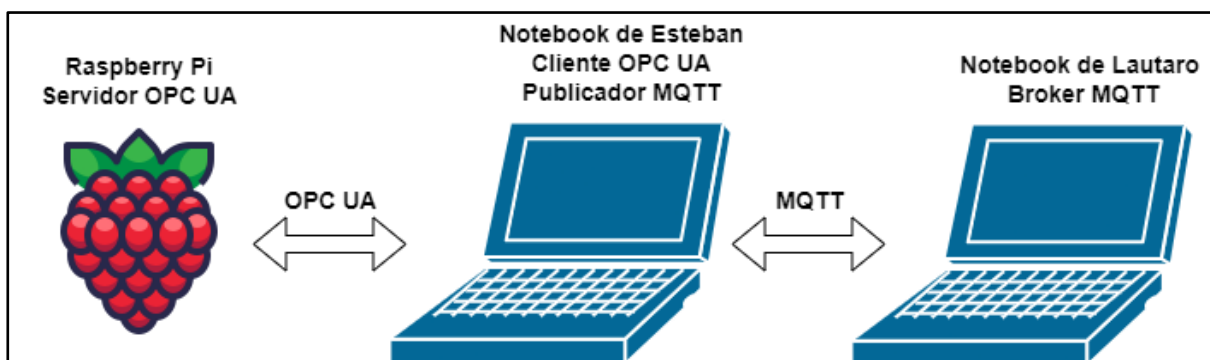 Raspberry Pi
Servidor OPC UA
OPC UA
Notebook de Esteban
Cliente OPC UA
Publicador MQTT
MQTT
Notebook de Lautaro
Broker MQTT